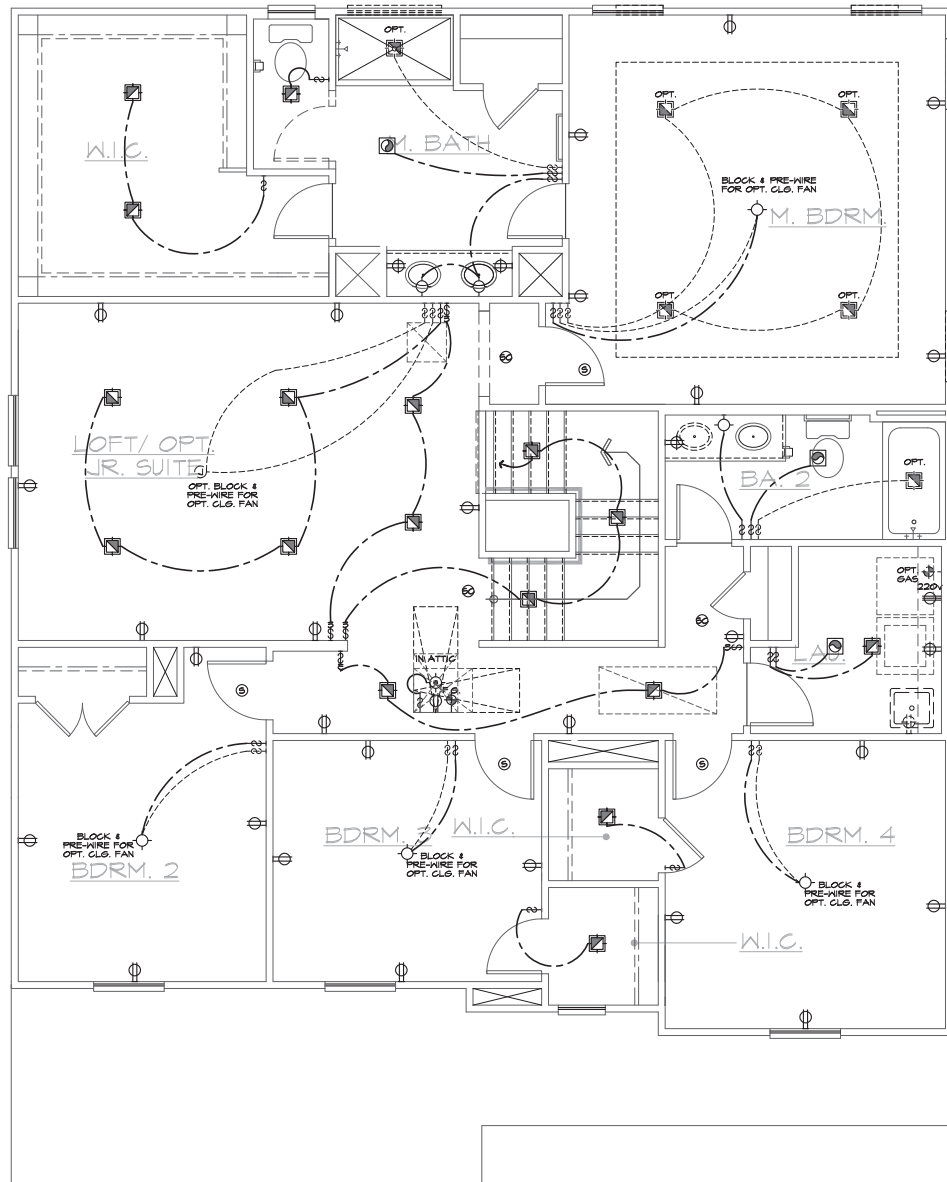 OPT.
W.I.C.
M. BATH
OPT.
OPT.
BLOCK & PRE-WIRE
FOR OPT. CLG. FAN
M. BDRM.
OPT.
OPT.
LOFT/ OPT.
JR. SUITE
OPT. BLOCK &
PRE-WIRE FOR
OPT. CLG. FAN
BA. 2
OPT.
OPT.
GAS
220v
IN ATTIC
LAU.
BLOCK &
PRE-WIRE FOR
OPT. CLG. FAN
BDRM. 2
BDRM. 3
BLOCK &
PRE-WIRE FOR
OPT. CLG. FAN
W.I.C.
BDRM. 4
BLOCK &
PRE-WIRE FOR
OPT. CLG. FAN
W.I.C.